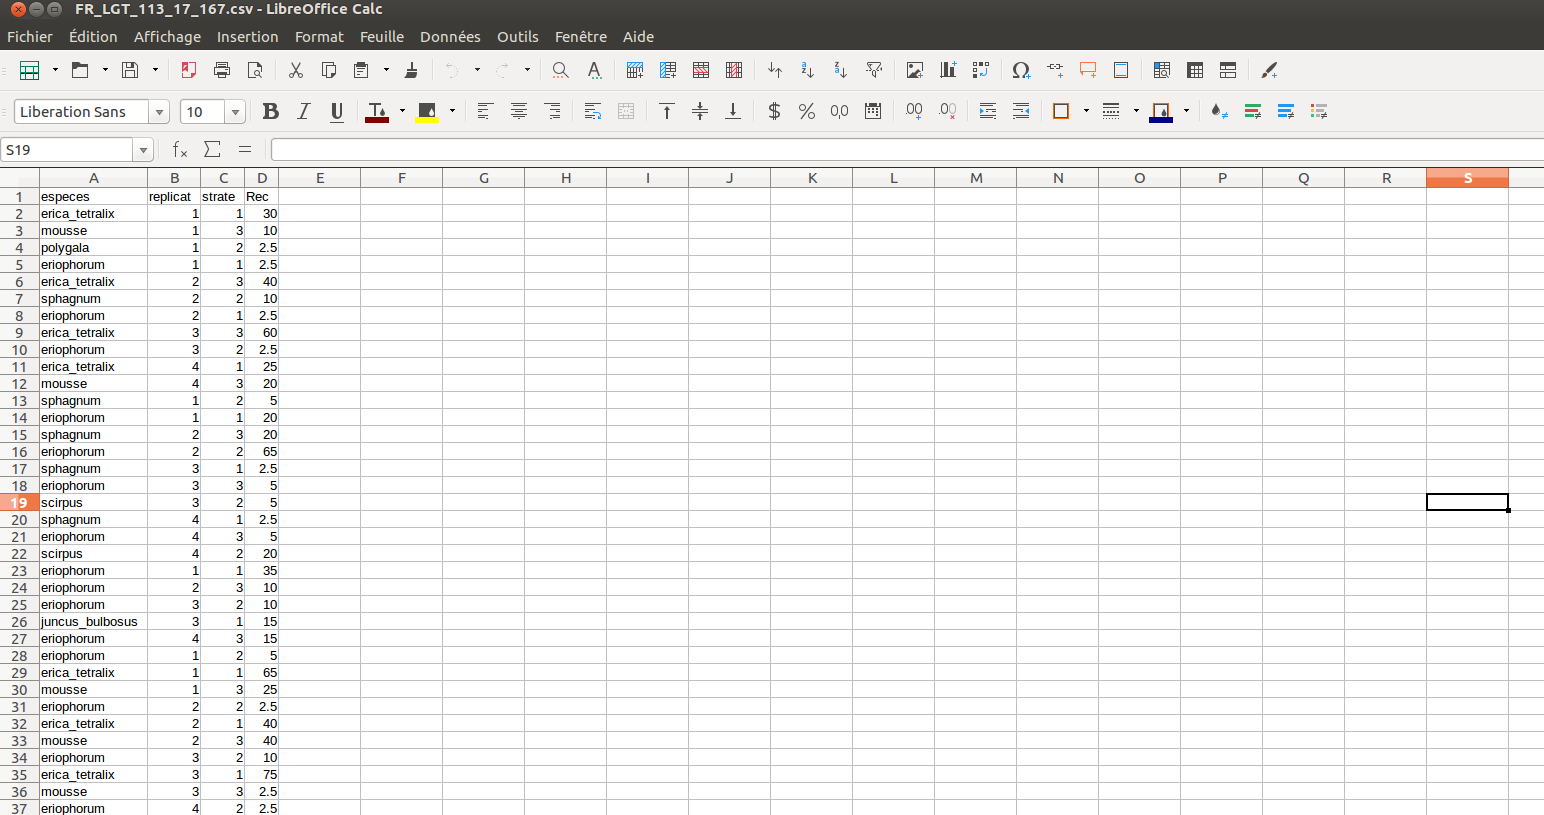 FR_LGT_113_17_167.csv - LibreOffice Calc
Fichier Édition Affichage Insertion Format Feuille Données Outils Fenêtre Aide
Liberation Sans 10
S19
A B C D E F G H I J K L M N O P Q R S
1 especes replicat strate Rec
2 erica_tetralix 1 1 30
3 mousse 1 3 10
4 polygala 1 2 2.5
5 eriophorum 1 1 2.5
6 erica_tetralix 2 3 40
7 sphagnum 2 2 10
8 eriophorum 2 1 2.5
9 erica_tetralix 3 3 60
10 eriophorum 3 2 2.5
11 erica_tetralix 4 1 25
12 mousse 4 3 20
13 sphagnum 1 2 5
14 eriophorum 1 1 20
15 sphagnum 2 3 20
16 eriophorum 2 2 65
17 sphagnum 3 1 2.5
18 eriophorum 3 3 5
19 scirpus 3 2 5
20 sphagnum 4 1 2.5
21 eriophorum 4 3 5
22 scirpus 4 2 20
23 eriophorum 1 1 35
24 eriophorum 2 3 10
25 eriophorum 3 2 10
26 juncus_bulbosus 3 1 15
27 eriophorum 4 3 15
28 eriophorum 1 2 5
29 erica_tetralix 1 1 65
30 mousse 1 3 25
31 eriophorum 2 2 2.5
32 erica_tetralix 2 1 40
33 mousse 2 3 40
34 eriophorum 3 2 10
35 erica_tetralix 3 1 75
36 mousse 3 3 2.5
37 eriophorum 4 2 2.5